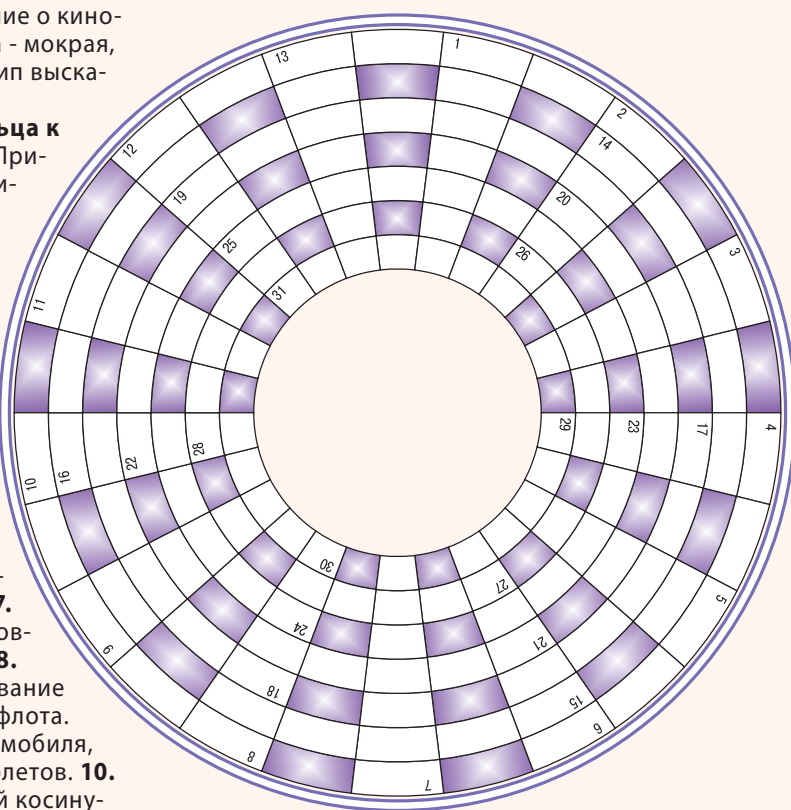 ние о кино-
- мокрая,
ип выска-
ьца к
При-
и-
-
7.
ов-
8.
вание
флота.
мобиля,
летов. 10.
й косину-
1
2
3
4
5
6
7
8
9
10
11
12
13
14
15
16
17
18
19
20
21
22
23
24
25
26
27
28
29
30
31